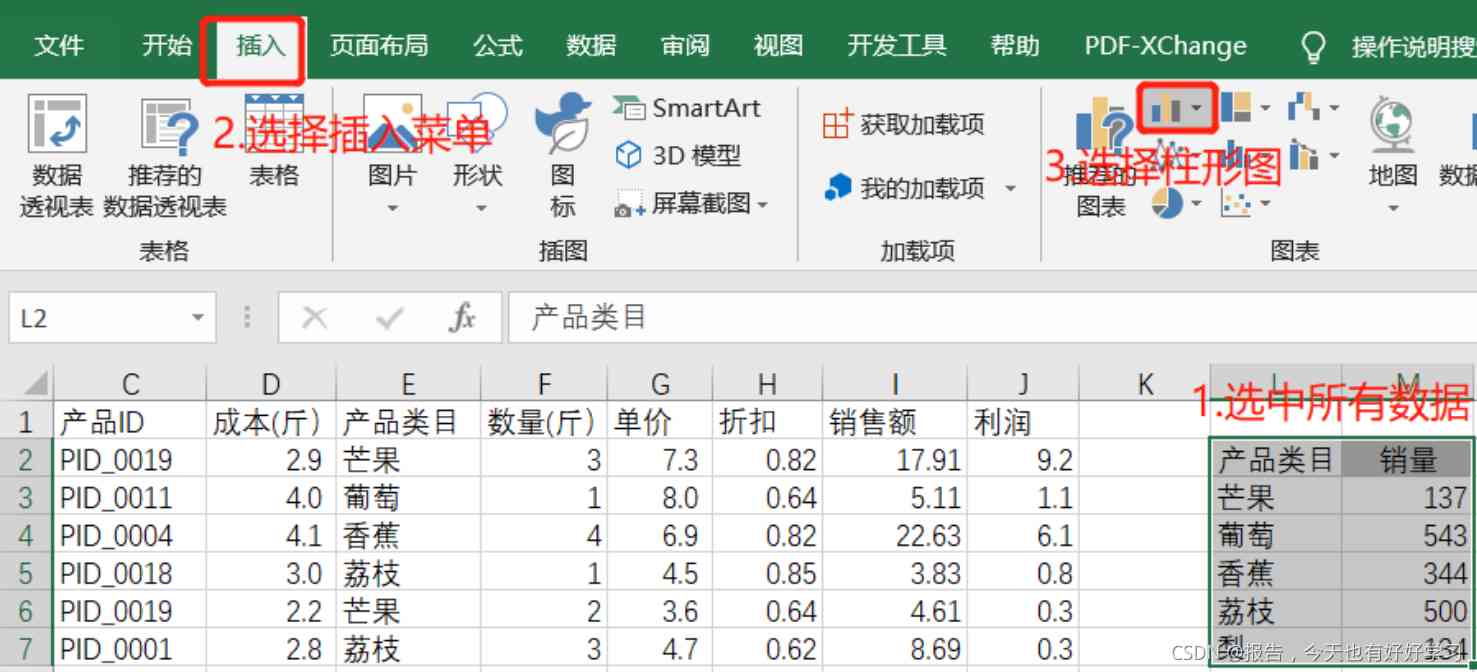 文件 开始 插入 页面布局 公式 数据 审阅 视图 开发工具 帮助 PDF-XChange 操作说明搜
2.选择插入菜单
3.选择柱形图
SmartArt
3D 模型
屏幕截图
获取加载项
我的加载项
数据
透视表
推荐的
数据透视表
表格
图片
形状
图
标
推荐的
图表
地图
数据
表格 插图 加载项 图表
L2 fx 产品类目
C D E F G H I J K L M
1.选中所有数据
1 产品ID 成本(斤) 产品类目 数量(斤) 单价 折扣 销售额 利润
2 PID_0019 2.9 芒果 3 7.3 0.82 17.91 9.2 产品类目 销量
3 PID_0011 4.0 葡萄 1 8.0 0.64 5.11 1.1 芒果 137
4 PID_0004 4.1 香蕉 4 6.9 0.82 22.63 6.1 葡萄 543
5 PID_0018 3.0 荔枝 1 4.5 0.85 3.83 0.8 香蕉 344
6 PID_0019 2.2 芒果 2 3.6 0.64 4.61 0.3 荔枝 500
7 PID_0001 2.8 荔枝 3 4.7 0.62 8.69 0.3 梨 134
CSDN @报告，今天也有好好学习